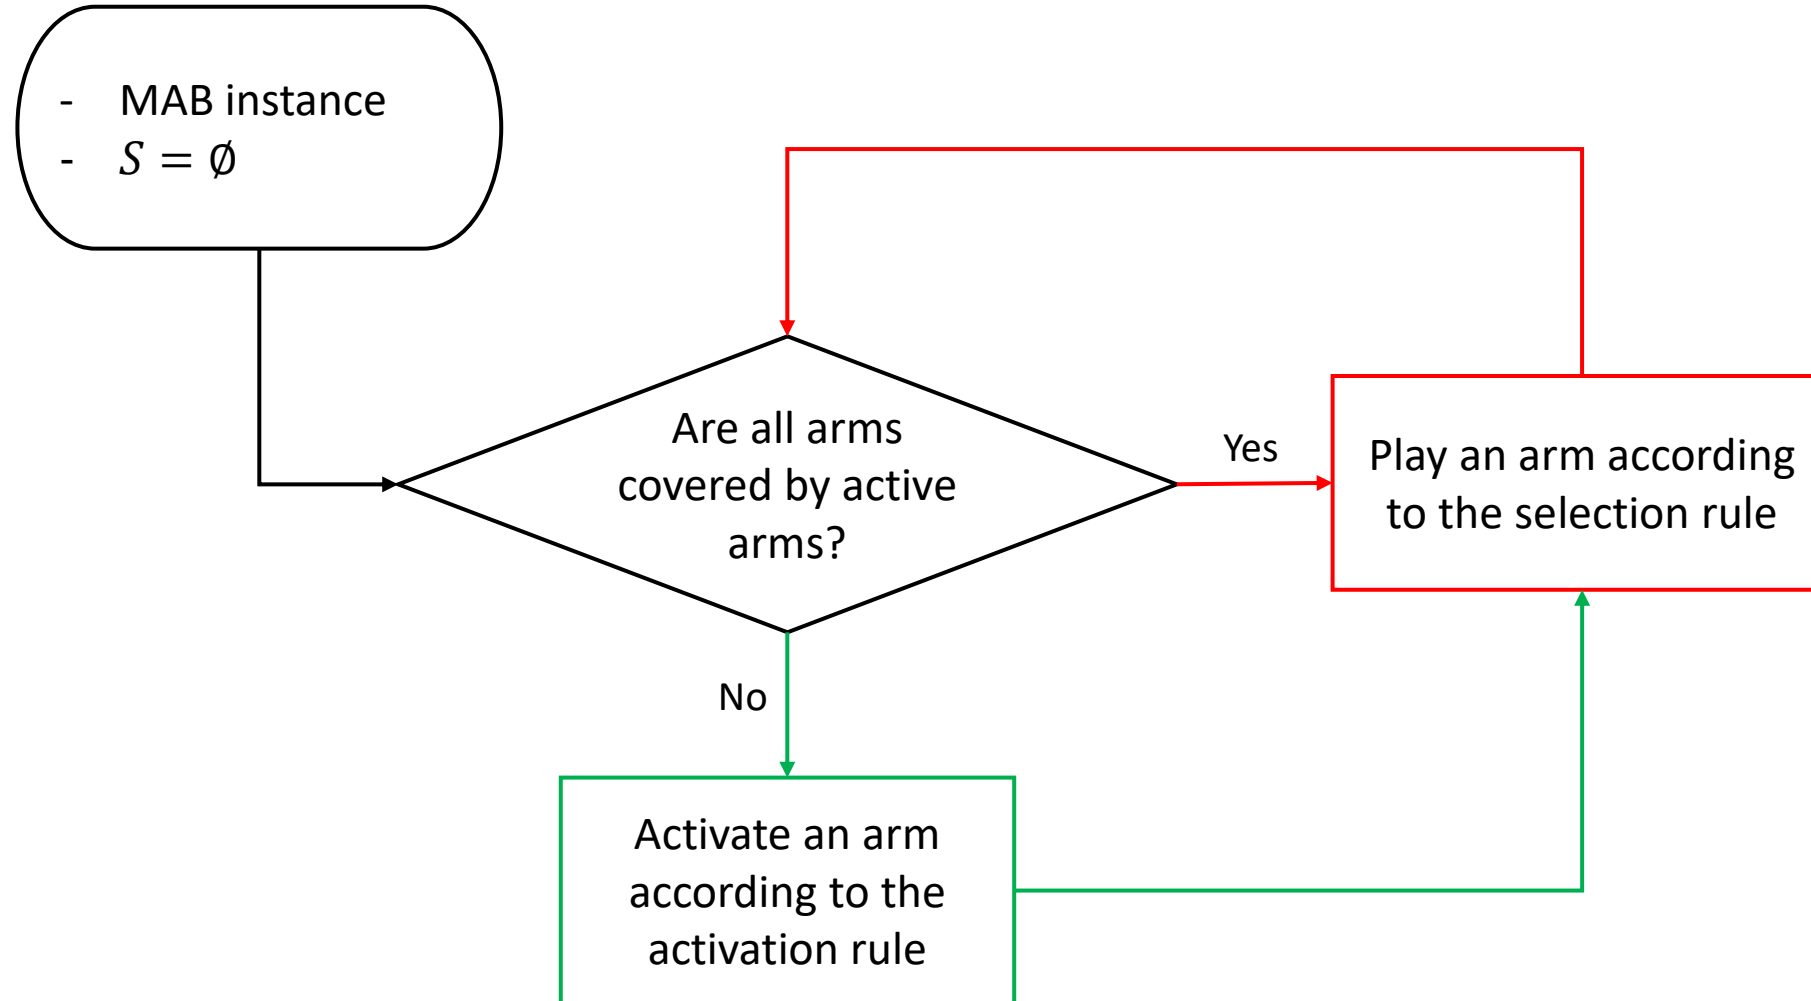 - MAB instance
- S = ∅
Are all arms
covered by active
arms?
Yes
Play an arm according
to the selection rule
No
Activate an arm
according to the
activation rule